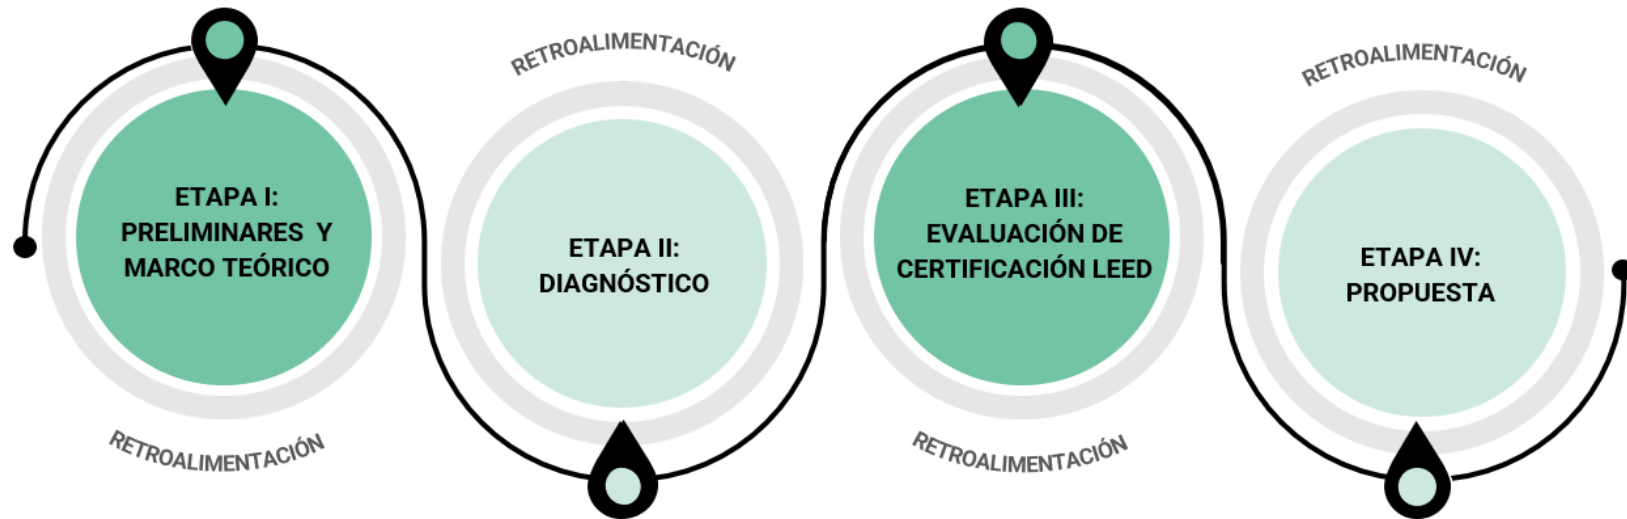 ETAPA I:
PRELIMINARES Y
MARCO TEÓRICO
RETROALIMENTACIÓN
RETROALIMENTACIÓN
ETAPA II:
DIAGNÓSTICO
ETAPA III:
EVALUACIÓN DE
CERTIFICACIÓN LEED
RETROALIMENTACIÓN
RETROALIMENTACIÓN
ETAPA IV:
PROPUESTA